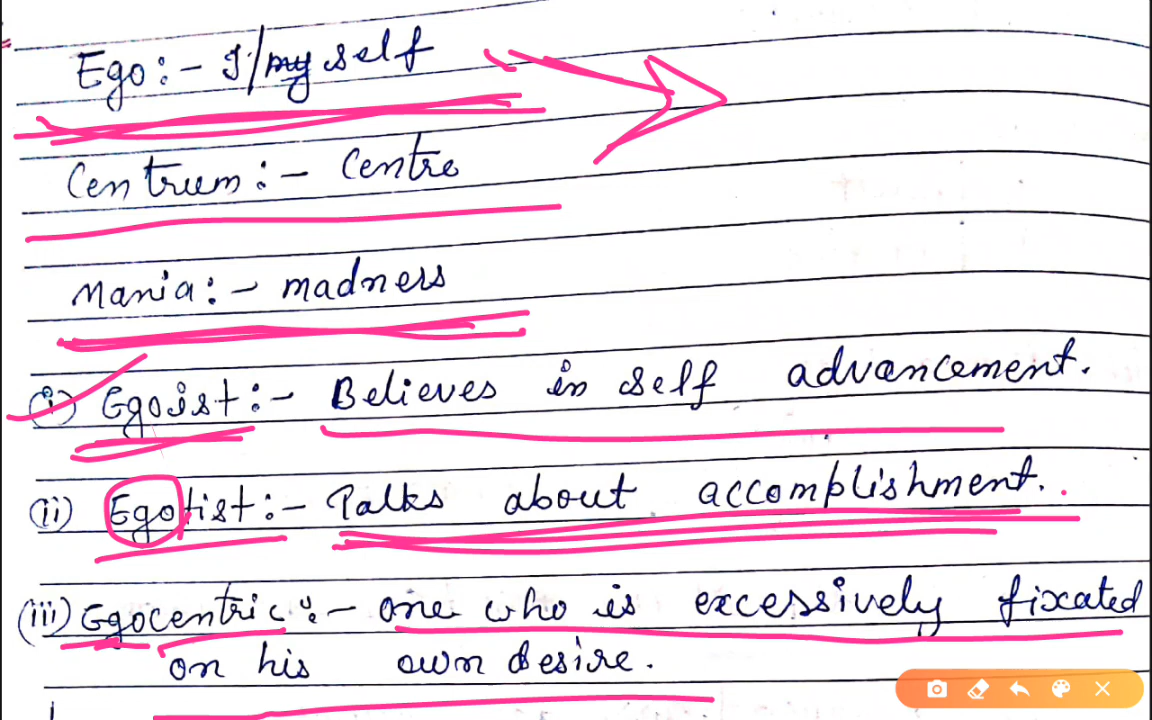 Ego:- I/my self
Centrum:- Centre
Mania:- madness
(i) Egoist:- Believes in self advancement.
(ii) Egotist:- Talks about accomplishment.
(iii) Egocentric:- one who is excessively fixated
on his own desire.